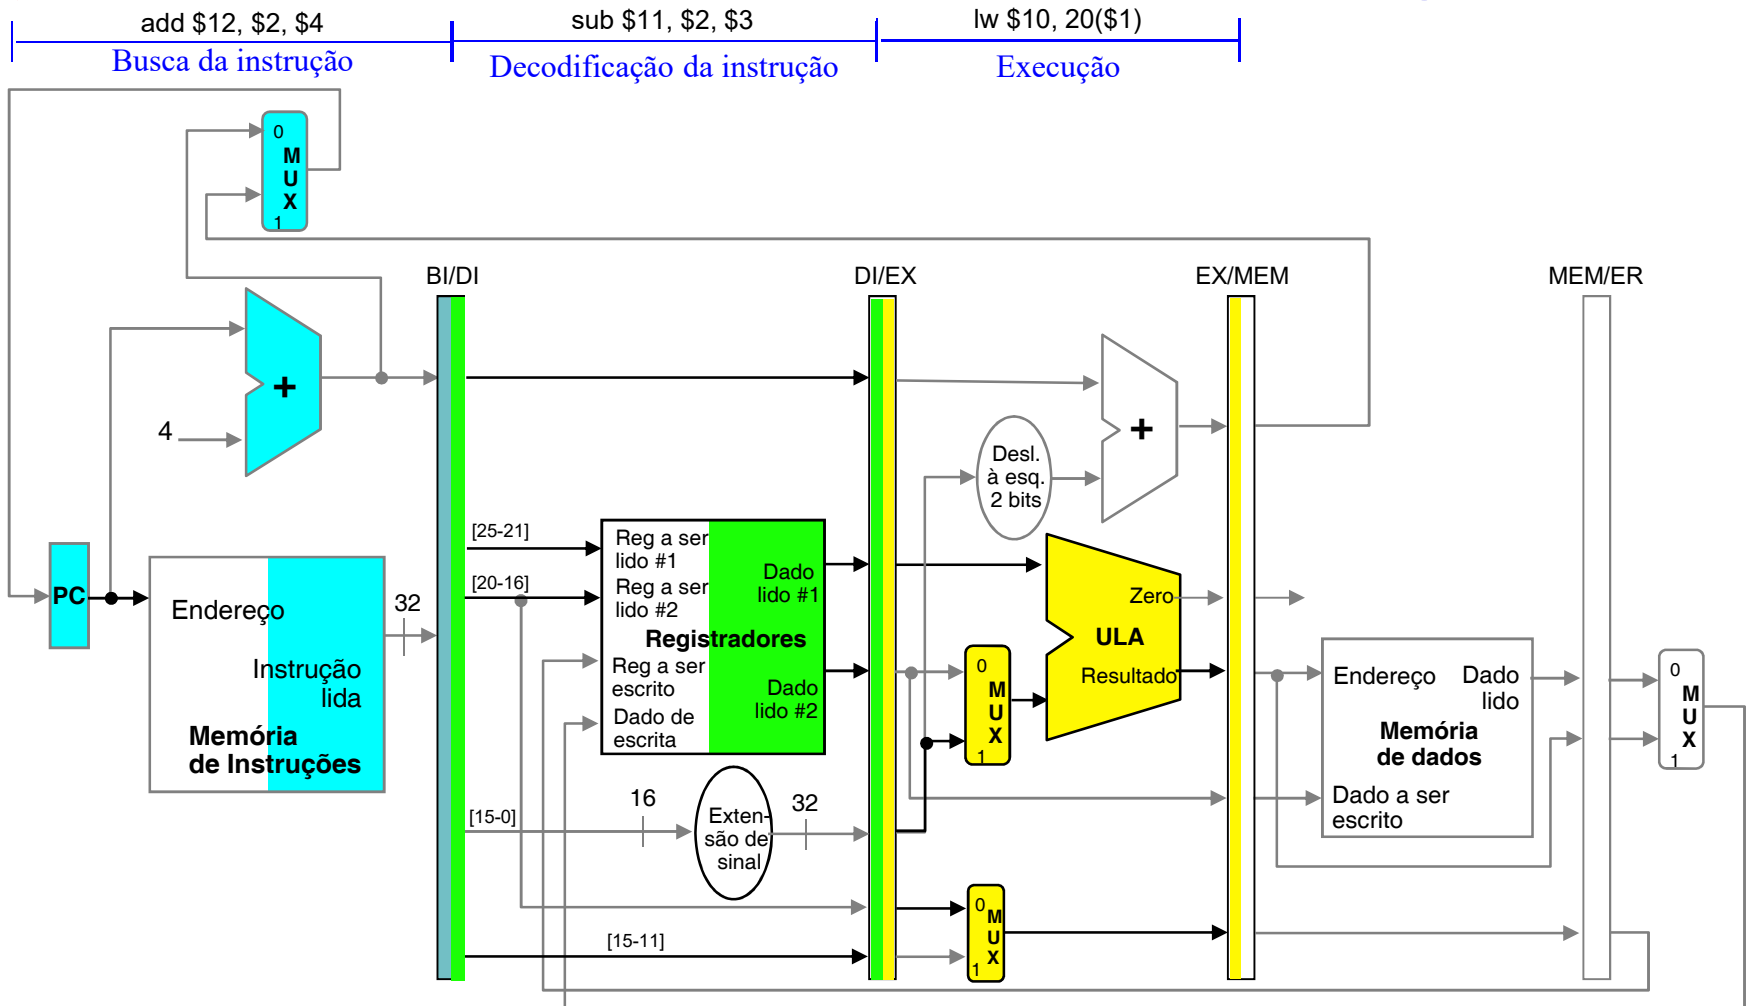 add $12, $2, $4
sub $11, $2, $3
lw $10, 20($1)
Busca da instrução
Decodificação da instrução
Execução
0
M
U
X
1
BI/DI
DI/EX
EX/MEM
MEM/ER
+
4
+
Desl.
à esq.
2 bits
PC
Endereço
Instrução
lida
Memória
de Instruções
32
[25-21]
[20-16]
Reg a ser
lido #1
Reg a ser
lido #2
Registradores
Reg a ser
escrito
Dado de
escrita
Dado
lido #1
Dado
lido #2
0
M
U
X
1
Zero
ULA
Resultado
Endereço
Dado
lido
Memória
de dados
Dado a ser
escrito
0
M
U
X
1
[15-0]
16
Exten-
são de
sinal
32
[15-11]
0
M
U
X
1